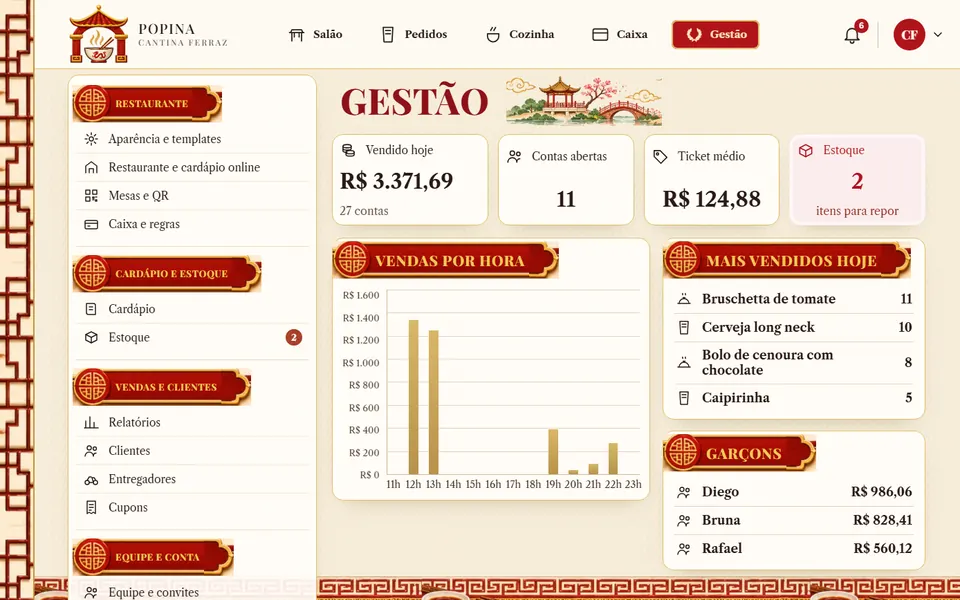 POPINA
CANTINA FERRAZ
Salão
Pedidos
Cozinha
Caixa
Gestão
6
CF
RESTAURANTE
Aparência e templates
Restaurante e cardápio online
Mesas e QR
Caixa e regras
CARDÁPIO E ESTOQUE
Cardápio
Estoque
2
VENDAS E CLIENTES
Relatórios
Clientes
Entregadores
Cupons
EQUIPE E CONTA
Equipe e convites
GESTÃO
Vendido hoje
R$ 3.371,69
27 contas
Contas abertas
11
Ticket médio
R$ 124,88
Estoque
2
itens para repor
VENDAS POR HORA
R$ 1.600
R$ 1.400
R$ 1.200
R$ 1.000
R$ 800
R$ 600
R$ 400
R$ 200
R$ 0
11h 12h 13h 14h 15h 16h 17h 18h 19h 20h 21h 22h 23h
MAIS VENDIDOS HOJE
Bruschetta de tomate 11
Cerveja long neck 10
Bolo de cenoura com
chocolate 8
Caipirinha 5
GARÇONS
Diego R$ 986,06
Bruna R$ 828,41
Rafael R$ 560,12